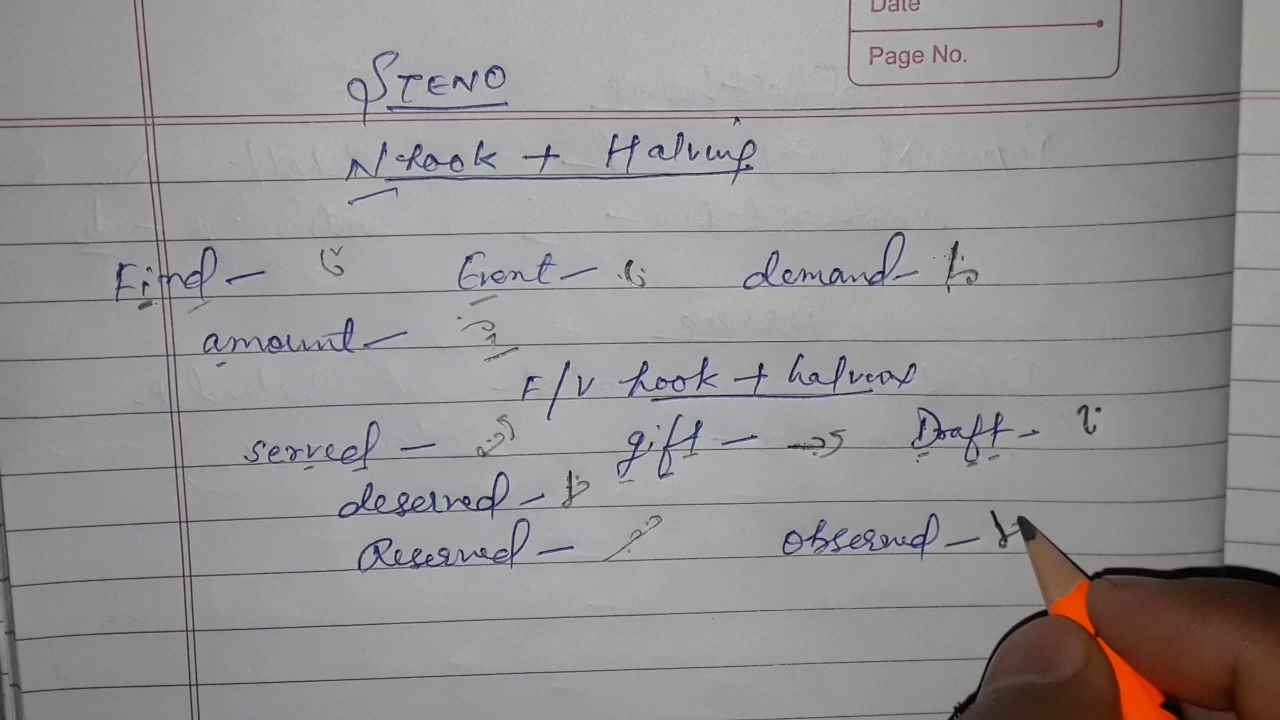 Date
Page No.
STENO
N hook + Halving
Find - Event - demand -
amount -
F/V hook + halving
served - gift - Draft -
deserved -
Reserved - observed -